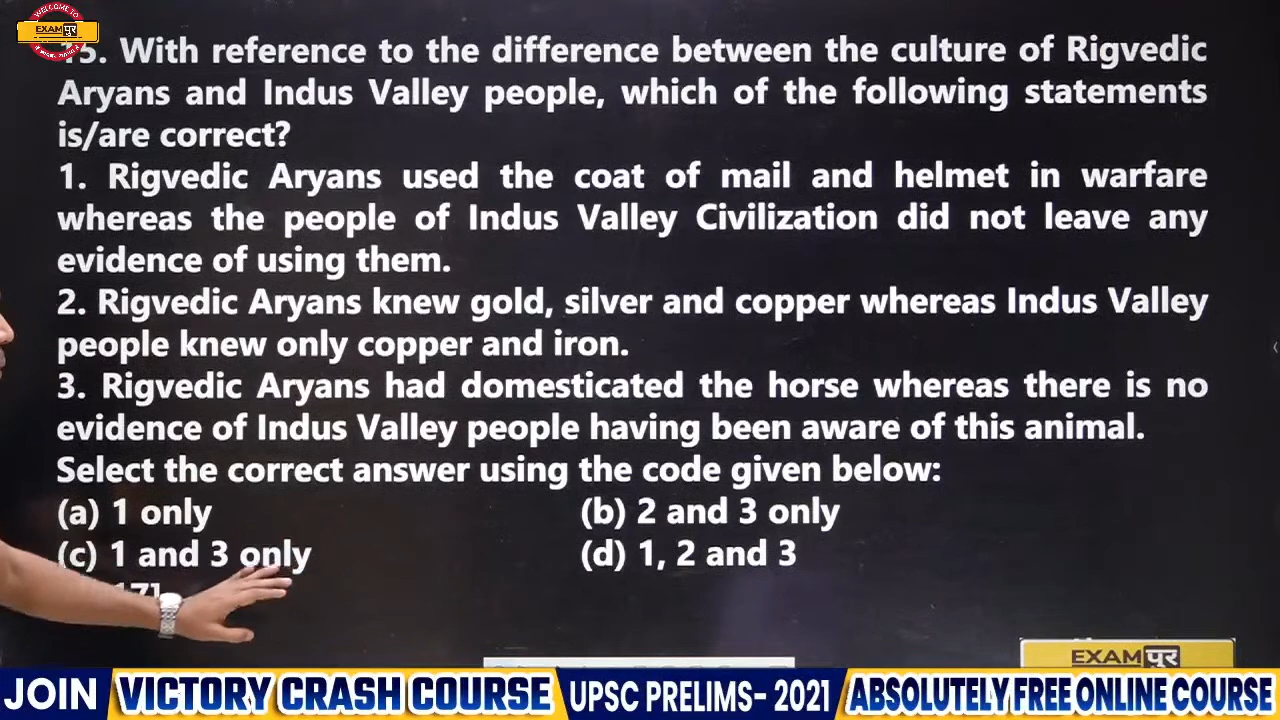 WELCOME TO
EXAMপুর
15. With reference to the difference between the culture of Rigvedic
Aryans and Indus Valley people, which of the following statements
is/are correct?
1. Rigvedic Aryans used the coat of mail and helmet in warfare
whereas the people of Indus Valley Civilization did not leave any
evidence of using them.
2. Rigvedic Aryans knew gold, silver and copper whereas Indus Valley
people knew only copper and iron.
3. Rigvedic Aryans had domesticated the horse whereas there is no
evidence of Indus Valley people having been aware of this animal.
Select the correct answer using the code given below:
(a) 1 only (b) 2 and 3 only
(c) 1 and 3 only (d) 1, 2 and 3
17]
EXAMपुर
JOIN VICTORY CRASH COURSE UPSC PRELIMS- 2021 ABSOLUTELY FREE ONLINE COURSE